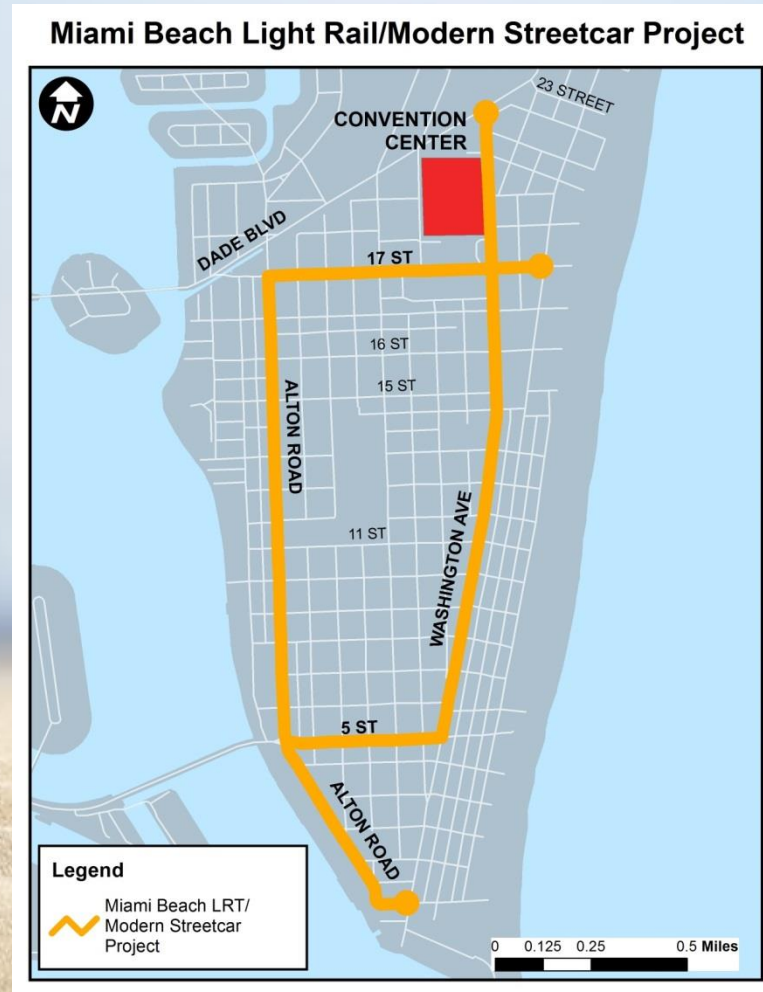 Miami Beach Light Rail/Modern Streetcar Project
N
23 STREET
CONVENTION
CENTER
DADE BLVD
17 ST
16 ST
15 ST
ALTON ROAD
11 ST
WASHINGTON AVE
5 ST
ALTON ROAD
Legend
Miami Beach LRT/
Modern Streetcar
Project
0 0.125 0.25 0.5 Miles